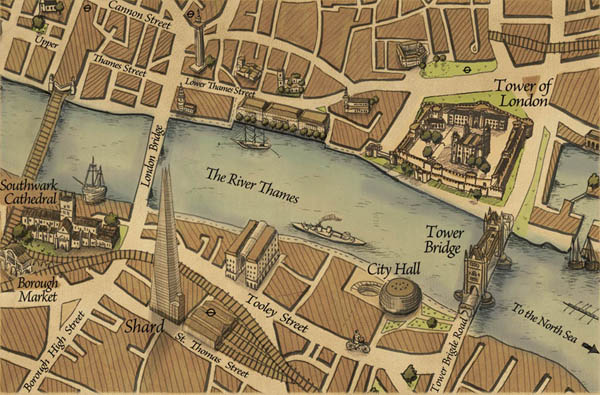 Cannon Street
Upper
Thames Street
Lower Thames Street
Tower of
London
London Bridge
The River Thames
Southwark
Cathedral
Tower
Bridge
City Hall
Borough
Market
Tooley Street
To the North Sea
Shard
St. Thomas Street
Borough High Street
Tower Brigde Road